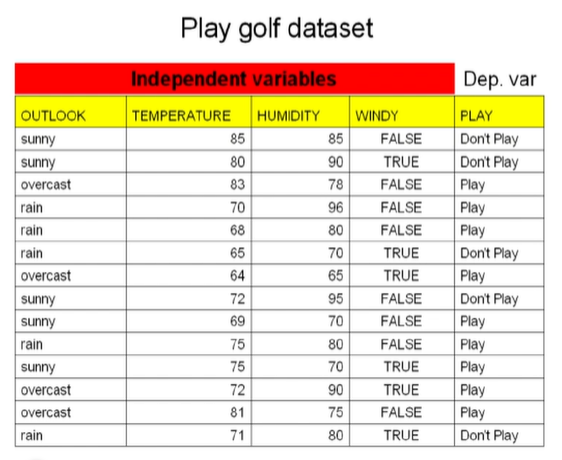 Play golf dataset
Independent variables Dep. var
OUTLOOK TEMPERATURE HUMIDITY WINDY PLAY
sunny 85 85 FALSE Don't Play
sunny 80 90 TRUE Don't Play
overcast 83 78 FALSE Play
rain 70 96 FALSE Play
rain 68 80 FALSE Play
rain 65 70 TRUE Don't Play
overcast 64 65 TRUE Play
sunny 72 95 FALSE Don't Play
sunny 69 70 FALSE Play
rain 75 80 FALSE Play
sunny 75 70 TRUE Play
overcast 72 90 TRUE Play
overcast 81 75 FALSE Play
rain 71 80 TRUE Don't Play